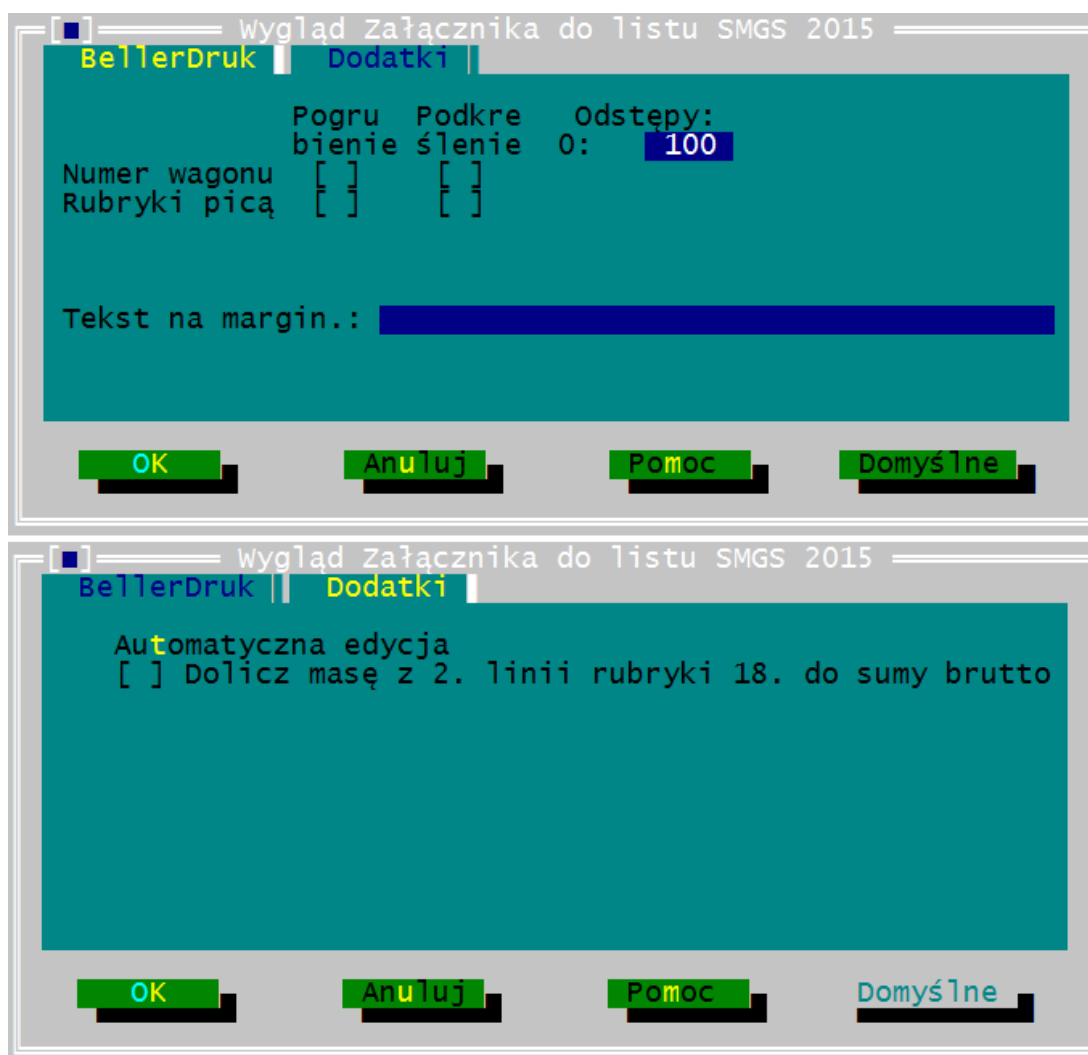 [■] Wygląd Załącznika do listu SMGS 2015
BellerDruk Dodatki
Pogru Podkre Odstępy:
bienie ślenie 0: 100
Numer wagonu [ ] [ ]
Rubryki picą [ ] [ ]
Tekst na margin.:
OK Anuluj Pomoc Domyślne
[■] Wygląd Załącznika do listu SMGS 2015
BellerDruk Dodatki
Automatyczna edycja
[ ] Dolicz masę z 2. linii rubryki 18. do sumy brutto
OK Anuluj Pomoc Domyślne